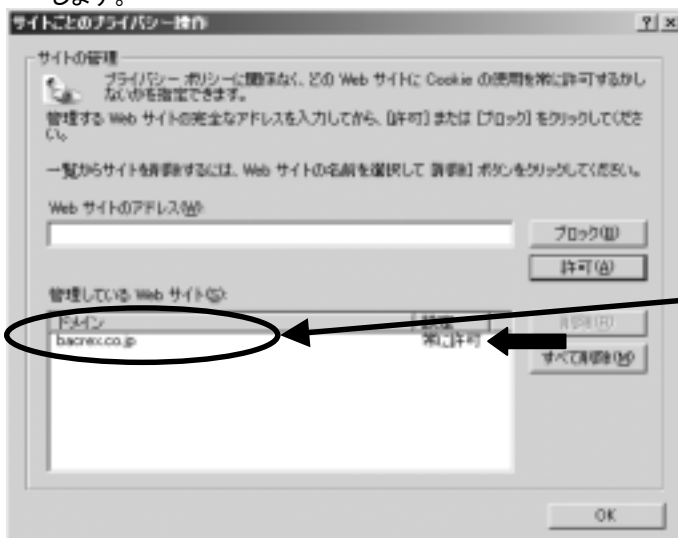 します。
サイトごとのプライバシー操作
サイトの管理
プライバシー ポリシーに関係なく、どの Web サイトに Cookie の使用を常に許可するかし
ないかを指定できます。
管理する Web サイトの完全なアドレスを入力してから、[許可] または [ブロック] をクリックしてくださ
い。
一覧からサイトを削除するには、Web サイトの名前を選択して [削除] ボタンをクリックしてください。
Web サイトのアドレス(W):
ブロック(B)
許可(A)
管理している Web サイト(S):
ドメイン 設定
削除(R)
bacrex.co.jp 常に許可
すべて削除(M)
OK